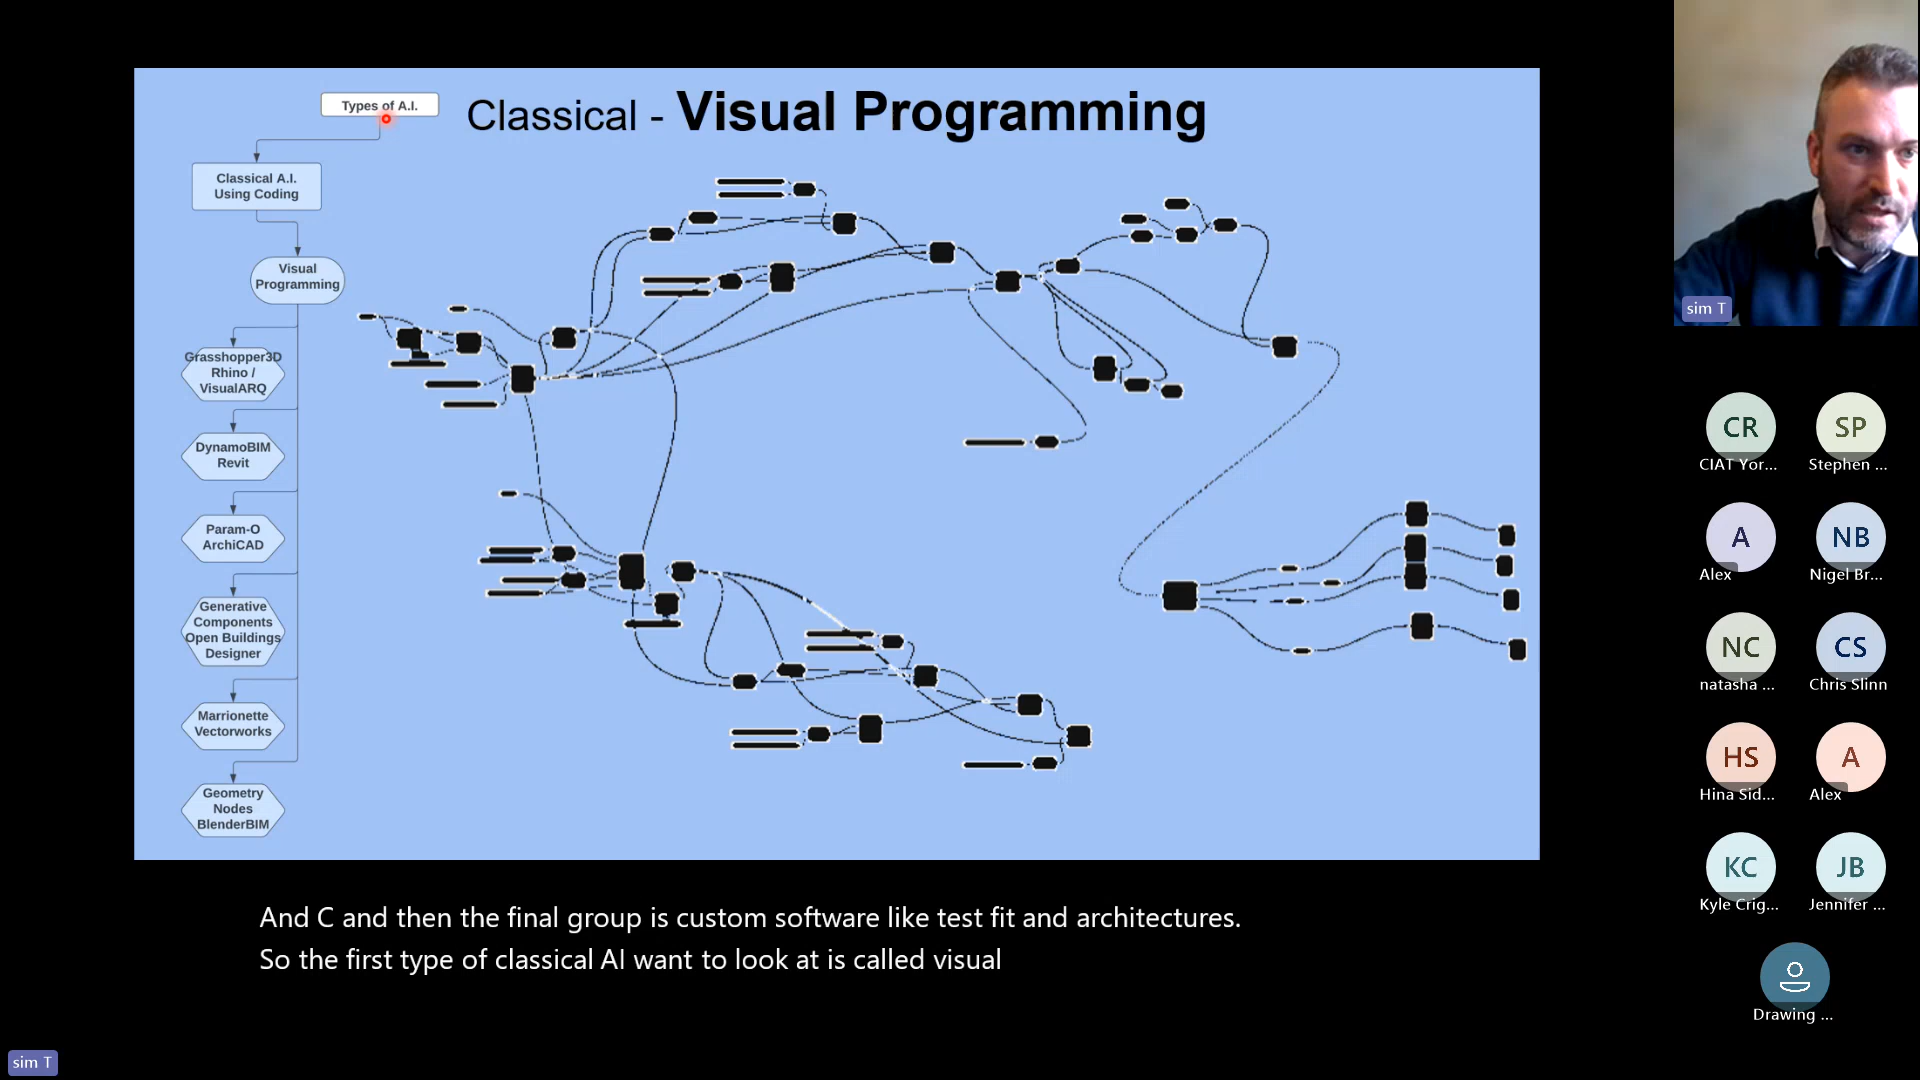 Types of A.I.
Classical - Visual Programming
Classical A.I.
Using Coding
Visual
Programming
Grasshopper3D
Rhino /
VisualARQ
DynamoBIM
Revit
Param-O
ArchiCAD
Generative
Components
Open Buildings
Designer
Marrionette
Vectorworks
Geometry
Nodes
BlenderBIM
And C and then the final group is custom software like test fit and architectures.
So the first type of classical AI want to look at is called visual
sim T
sim T
CR
CIAT Yor...
SP
Stephen ...
A
Alex
NB
Nigel Br...
NC
natasha ...
CS
Chris Slinn
HS
Hina Sid...
A
Alex
KC
Kyle Crig...
JB
Jennifer ...
Drawing ...